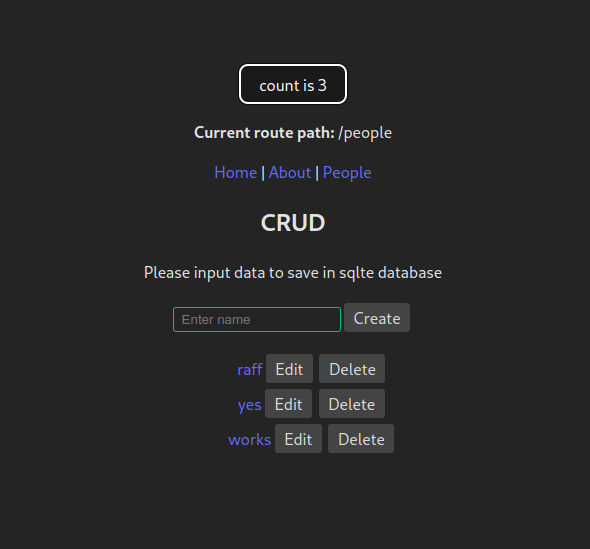 count is 3
Current route path: /people
Home | About | People
CRUD
Please input data to save in sqlte database
Enter name Create
raff Edit Delete
yes Edit Delete
works Edit Delete